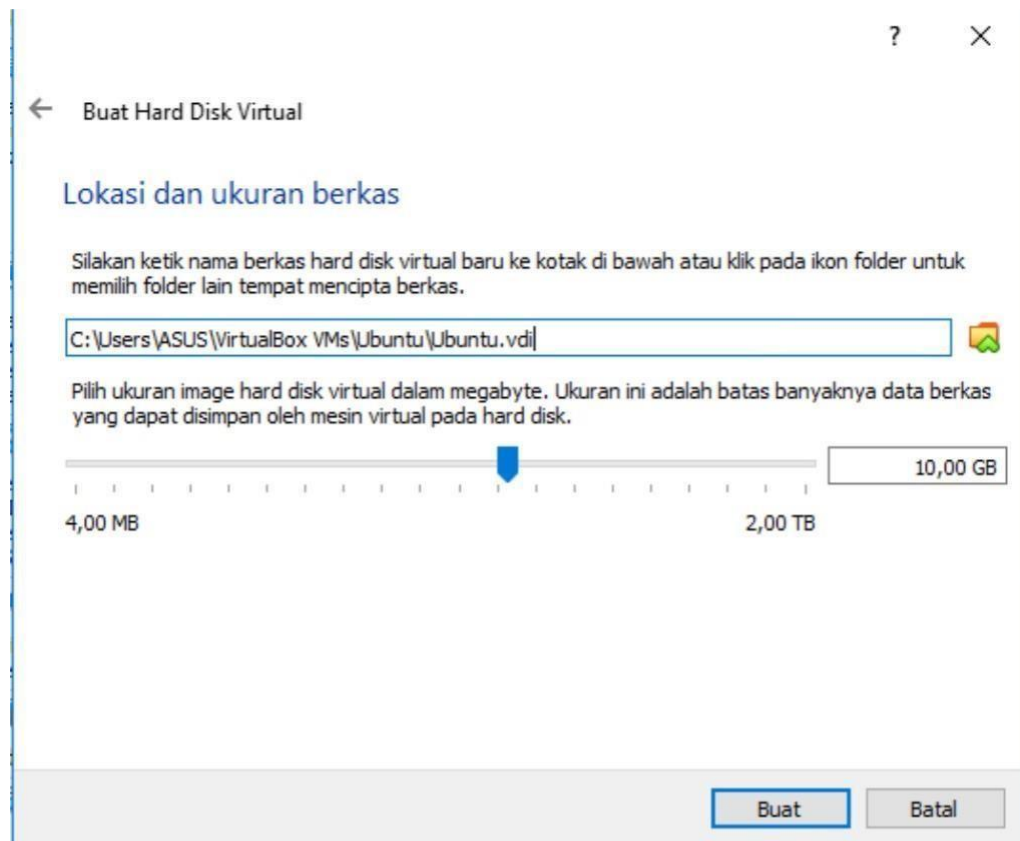 ?
Buat Hard Disk Virtual
Lokasi dan ukuran berkas
Silakan ketik nama berkas hard disk virtual baru ke kotak di bawah atau klik pada ikon folder untuk
memilih folder lain tempat mencipta berkas.
C:\Users\ASUS\VirtualBox VMs\Ubuntu\Ubuntu.vdi
Pilih ukuran image hard disk virtual dalam megabyte. Ukuran ini adalah batas banyaknya data berkas
yang dapat disimpan oleh mesin virtual pada hard disk.
10,00 GB
4,00 MB 2,00 TB
Buat Batal